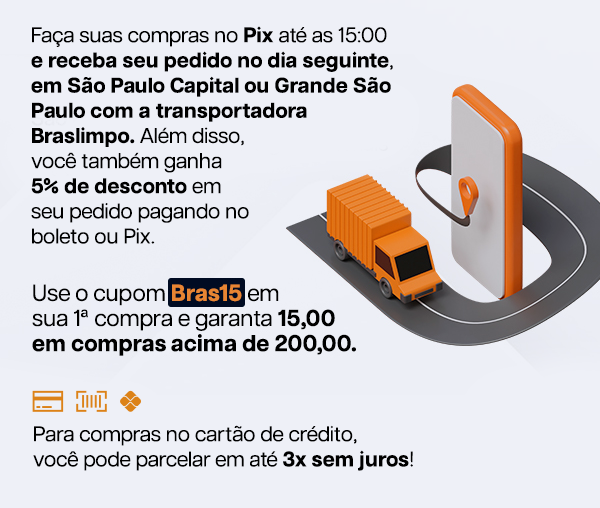 Faça suas compras no Pix até as 15:00
e receba seu pedido no dia seguinte,
em São Paulo Capital ou Grande São
Paulo com a transportadora
Braslimpo. Além disso,
você também ganha
5% de desconto em
seu pedido pagando no
boleto ou Pix.
Use o cupom Bras15 em
sua 1ª compra e garanta 15,00
em compras acima de 200,00.
Para compras no cartão de crédito,
você pode parcelar em até 3x sem juros!